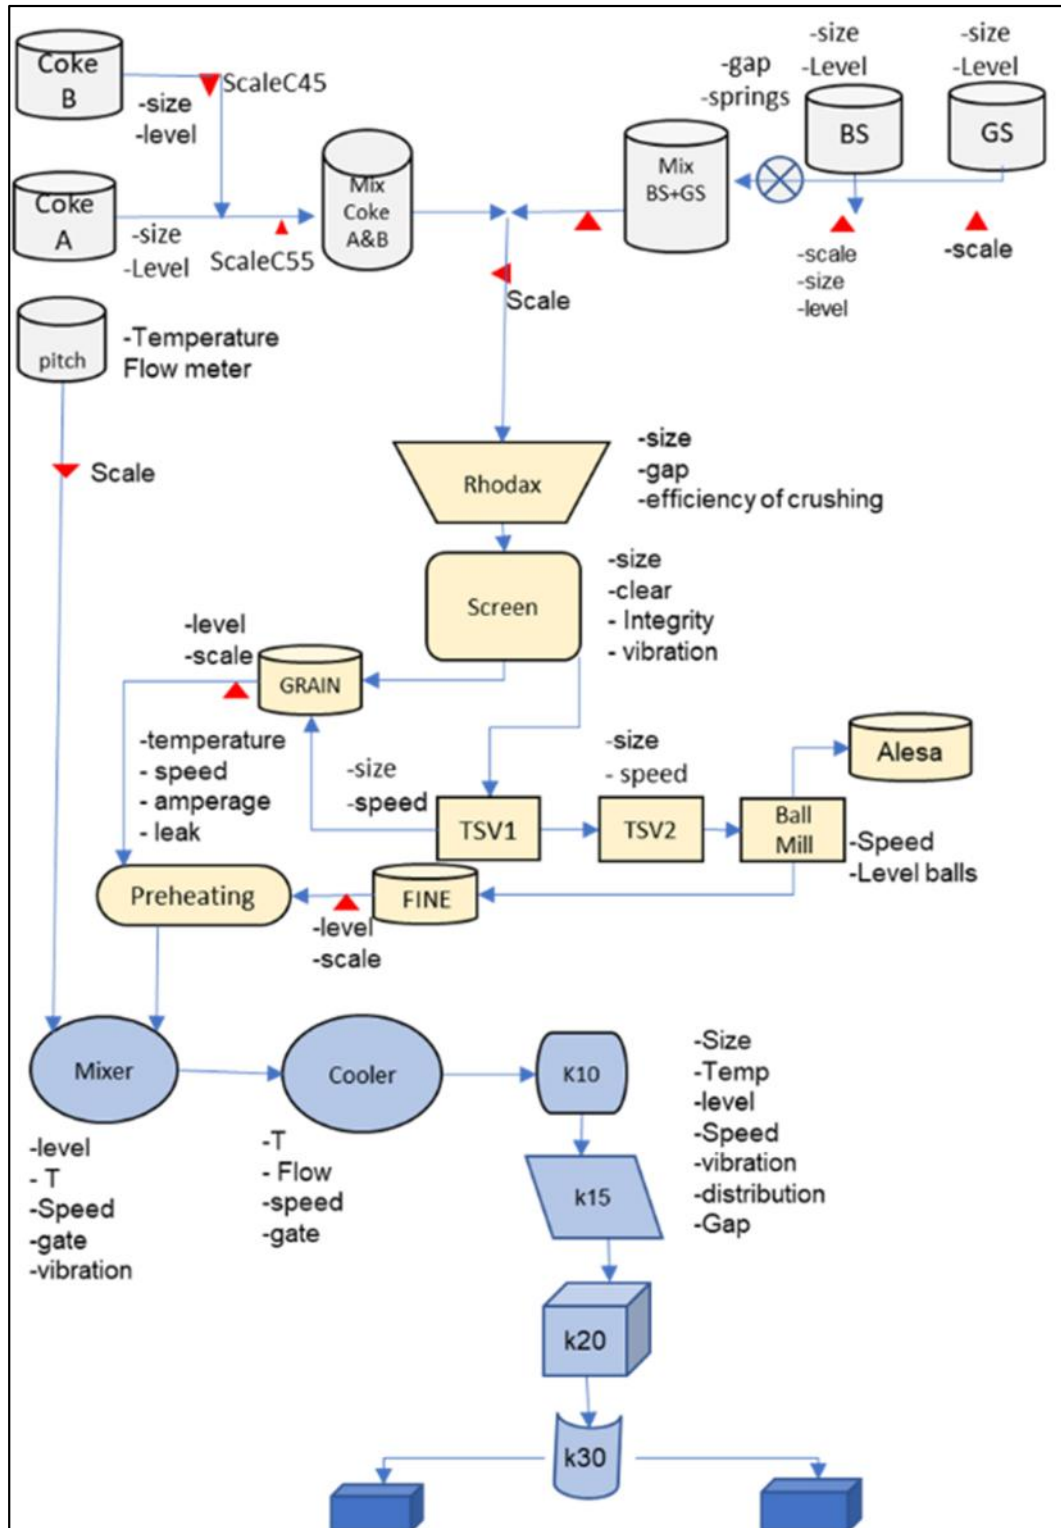 Coke
B
ScaleC45
-size
-level
Coke
A
-size
-Level
ScaleC55
Mix
Coke
A&B
-gap
-springs
-size
-Level
BS
-size
-Level
GS
Mix
BS+GS
-scale
-size
-level
-scale
Scale
pitch
-Temperature
Flow meter
Scale
Rhodax
-size
-gap
-efficiency of crushing
Screen
-size
-clear
- Integrity
- vibration
-level
-scale
GRAIN
-temperature
- speed
- amperage
- leak
-size
-speed
TSV1
-size
- speed
TSV2
Ball
Mill
Alesa
-Speed
-Level balls
Preheating
FINE
-level
-scale
Mixer
-level
- T
-Speed
-gate
-vibration
Cooler
-T
- Flow
-speed
-gate
K10
-Size
-Temp
-level
-Speed
-vibration
-distribution
-Gap
k15
k20
k30